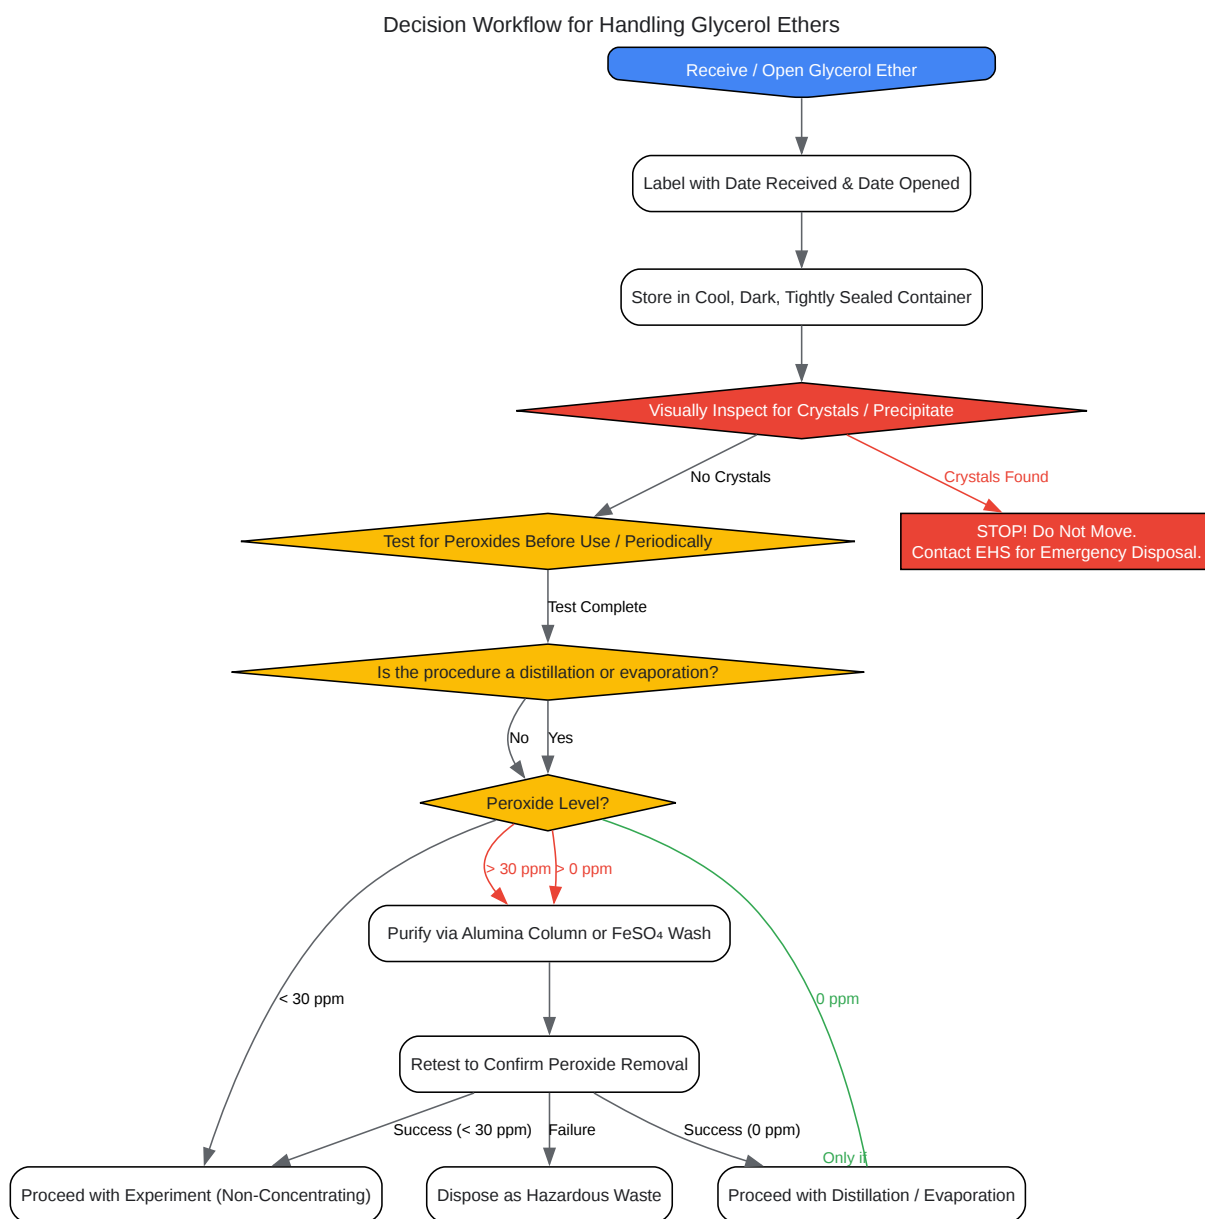 Decision Workflow for Handling Glycerol Ethers
Receive / Open Glycerol Ether
Label with Date Received & Date Opened
Store in Cool, Dark, Tightly Sealed Container
Visually Inspect for Crystals / Precipitate
No Crystals
Crystals Found
STOP! Do Not Move.
Contact EHS for Emergency Disposal.
Test for Peroxides Before Use / Periodically
Test Complete
Is the procedure a distillation or evaporation?
No
Yes
Peroxide Level?
> 30 ppm
> 0 ppm
Purify via Alumina Column or FeSO₄ Wash
< 30 ppm
0 ppm
Retest to Confirm Peroxide Removal
Success (< 30 ppm)
Failure
Success (0 ppm)
Only if
Proceed with Experiment (Non-Concentrating)
Dispose as Hazardous Waste
Proceed with Distillation / Evaporation